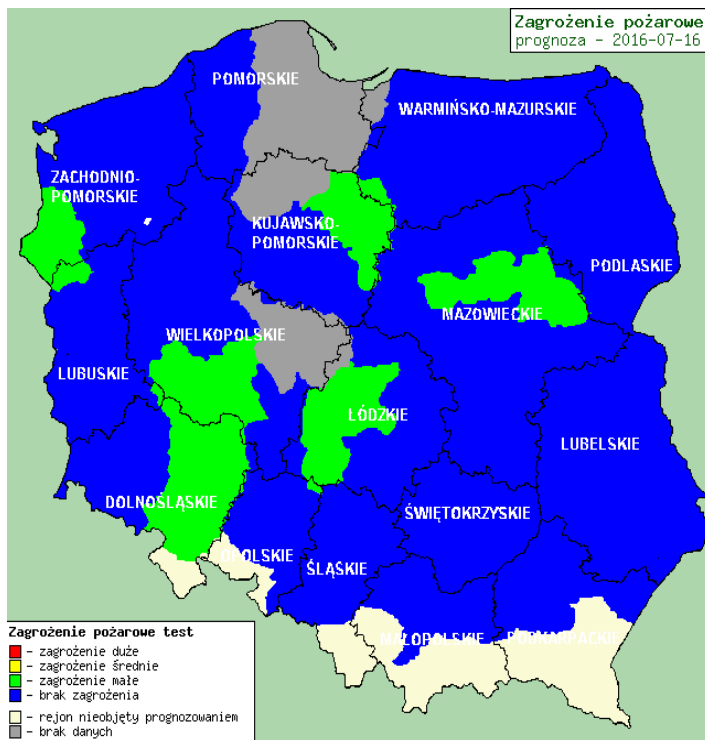 Zagrożenie pożarowe
prognoza - 2016-07-16
POMORSKIE
WARMIŃSKO-MAZURSKIE
ZACHODNIO-
POMORSKIE
KUJAWSKO-
POMORSKIE
PODLASKIE
MAZOWIECKIE
WIELKOPOLSKIE
LUBUSKIE
ŁÓDZKIE
LUBELSKIE
DOLNOŚLĄSKIE
ŚWIĘTOKRZYSKIE
OPOLSKIE
ŚLĄSKIE
MAŁOPOLSKIE
PODKARPACKIE
Zagrożenie pożarowe test
- zagrożenie duże
- zagrożenie średnie
- zagrożenie małe
- brak zagrożenia
- rejon nieobjęty prognozowaniem
- brak danych